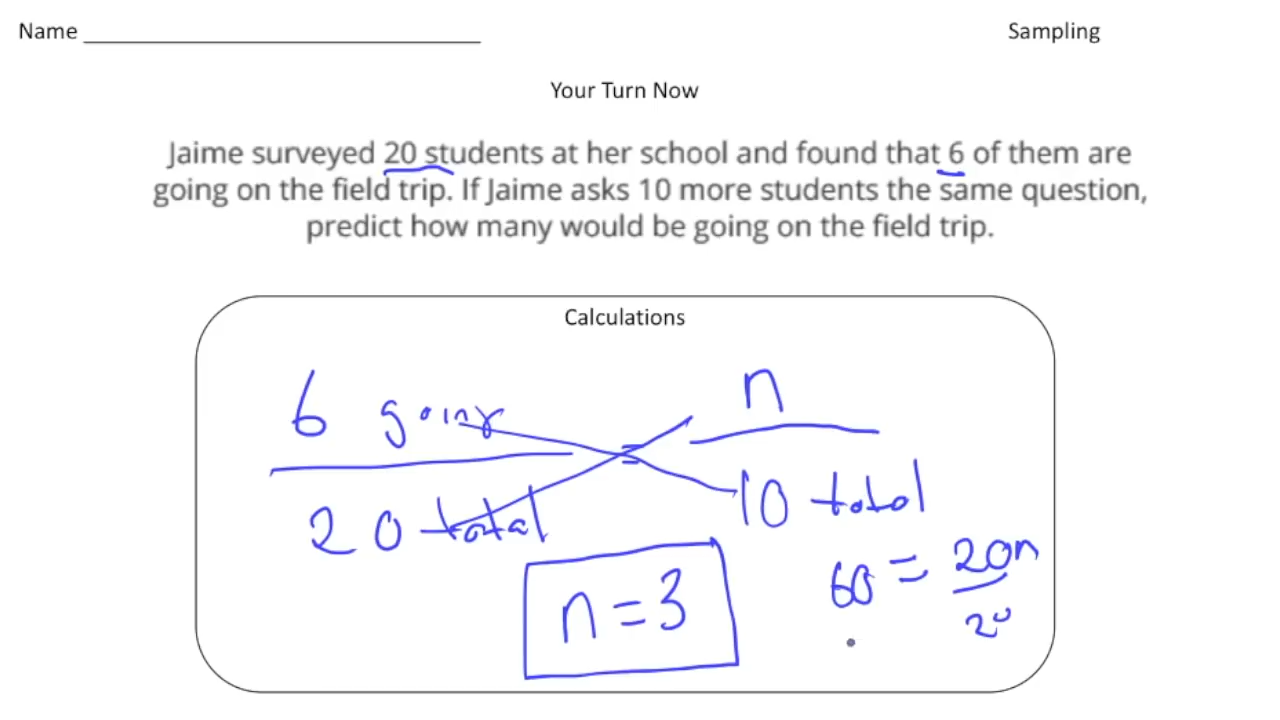 Name
Sampling
Your Turn Now
Jaime surveyed 20 students at her school and found that 6 of them are
going on the field trip. If Jaime asks 10 more students the same question,
predict how many would be going on the field trip.
Calculations
6 going
20 total
=
n
10 total
n = 3
60 = 20n
20